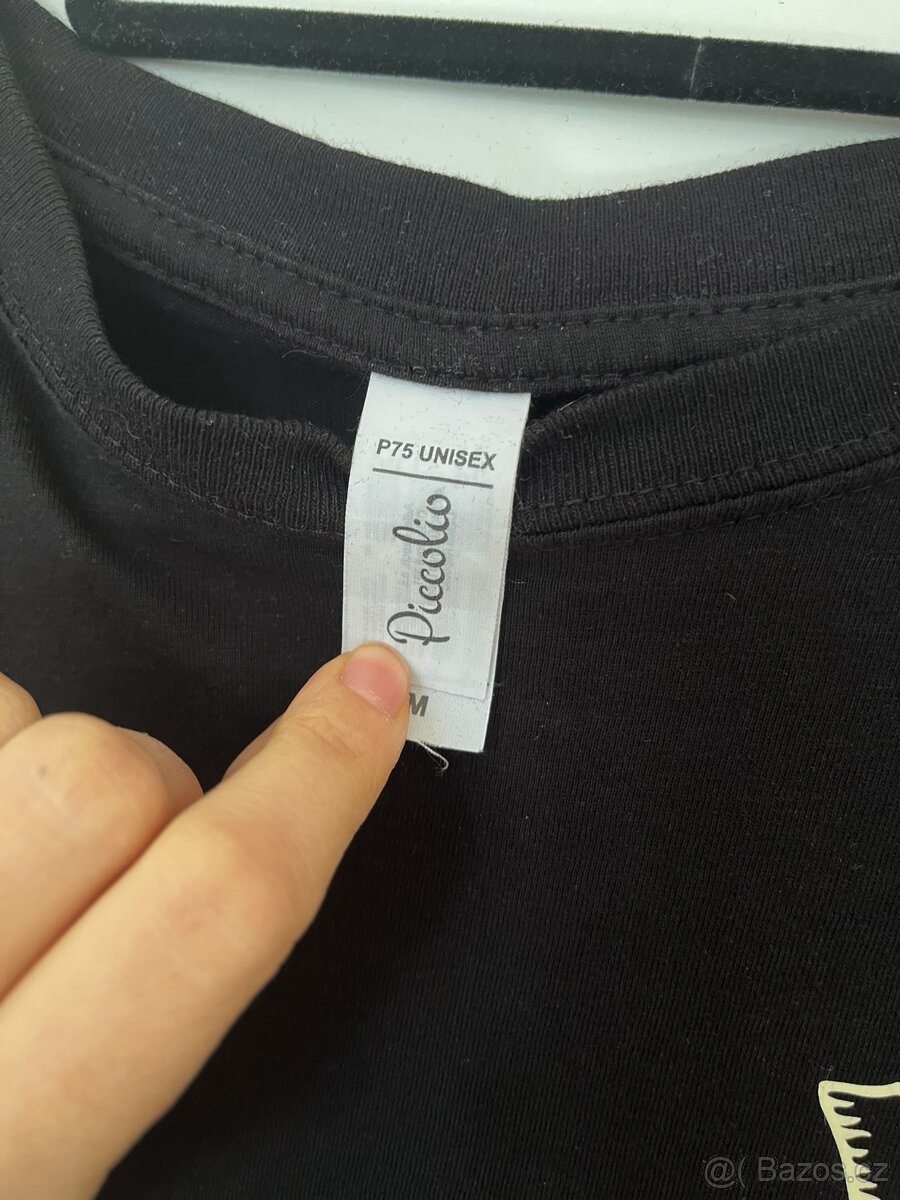 P75 UNISEX
Piccolio
M
@( Bazos.cz